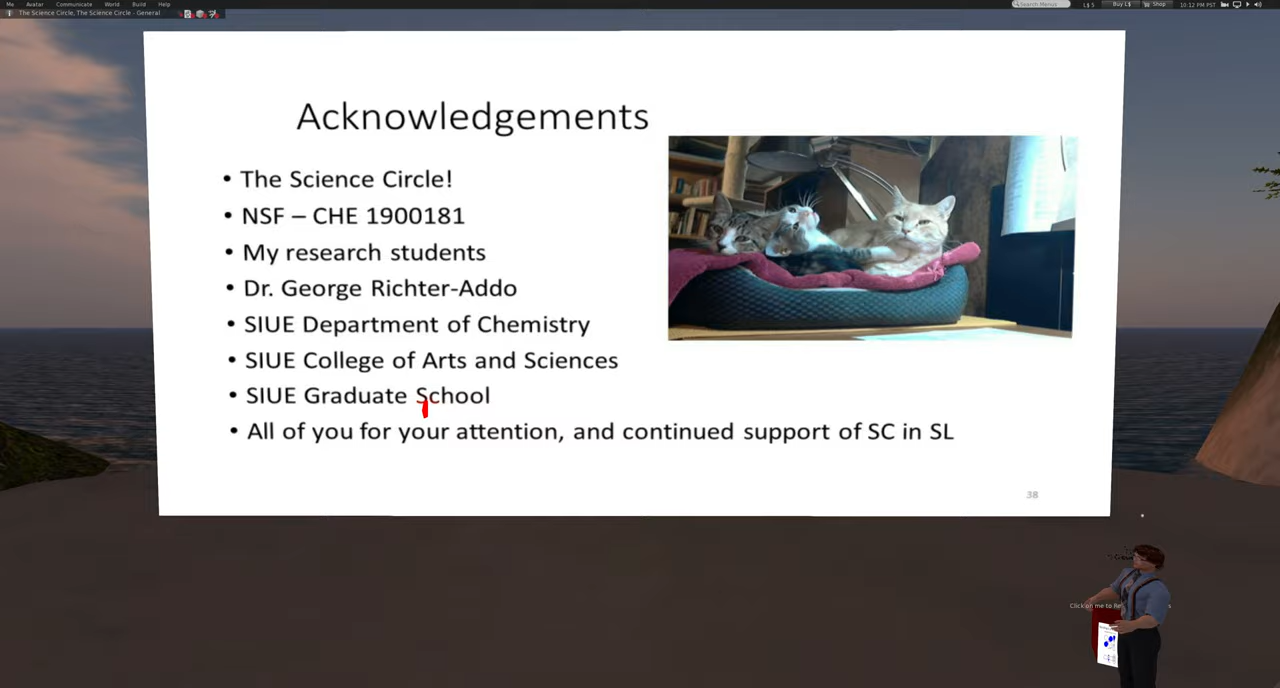 Me Avatar Communicate World Build Help
Search Menus
L$ 5
Buy L$
Shop
10:12 PM PST
The Science Circle, The Science Circle - General
Acknowledgements
• The Science Circle!
• NSF – CHE 1900181
• My research students
• Dr. George Richter-Addo
• SIUE Department of Chemistry
• SIUE College of Arts and Sciences
• SIUE Graduate School
• All of you for your attention, and continued support of SC in SL
38
Click on me to